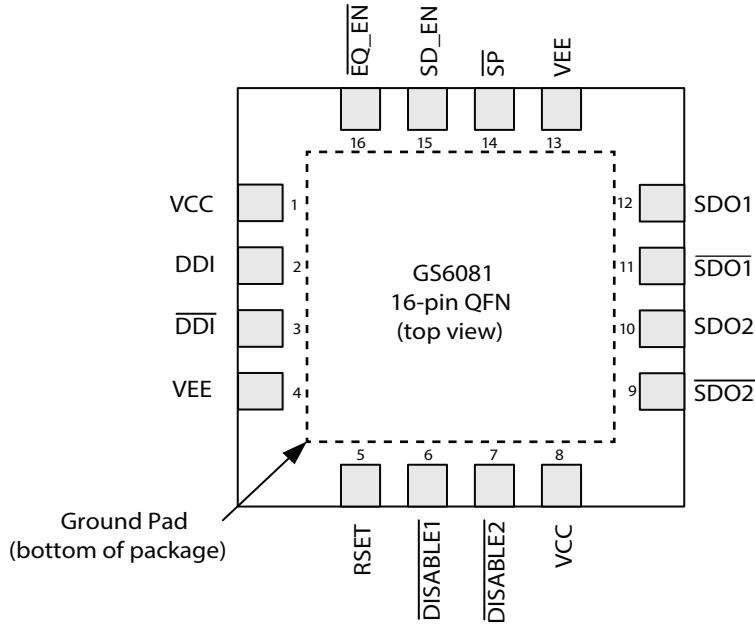 EQ_EN
SD_EN
SP
VEE
16
15
14
13
VCC
1
12
SDO1
DDI
2
11
SDO1
DDI
3
10
SDO2
VEE
4
9
SDO2
GS6081
16-pin QFN
(top view)
5
6
7
8
RSET
DISABLE1
DISABLE2
VCC
Ground Pad
(bottom of package)